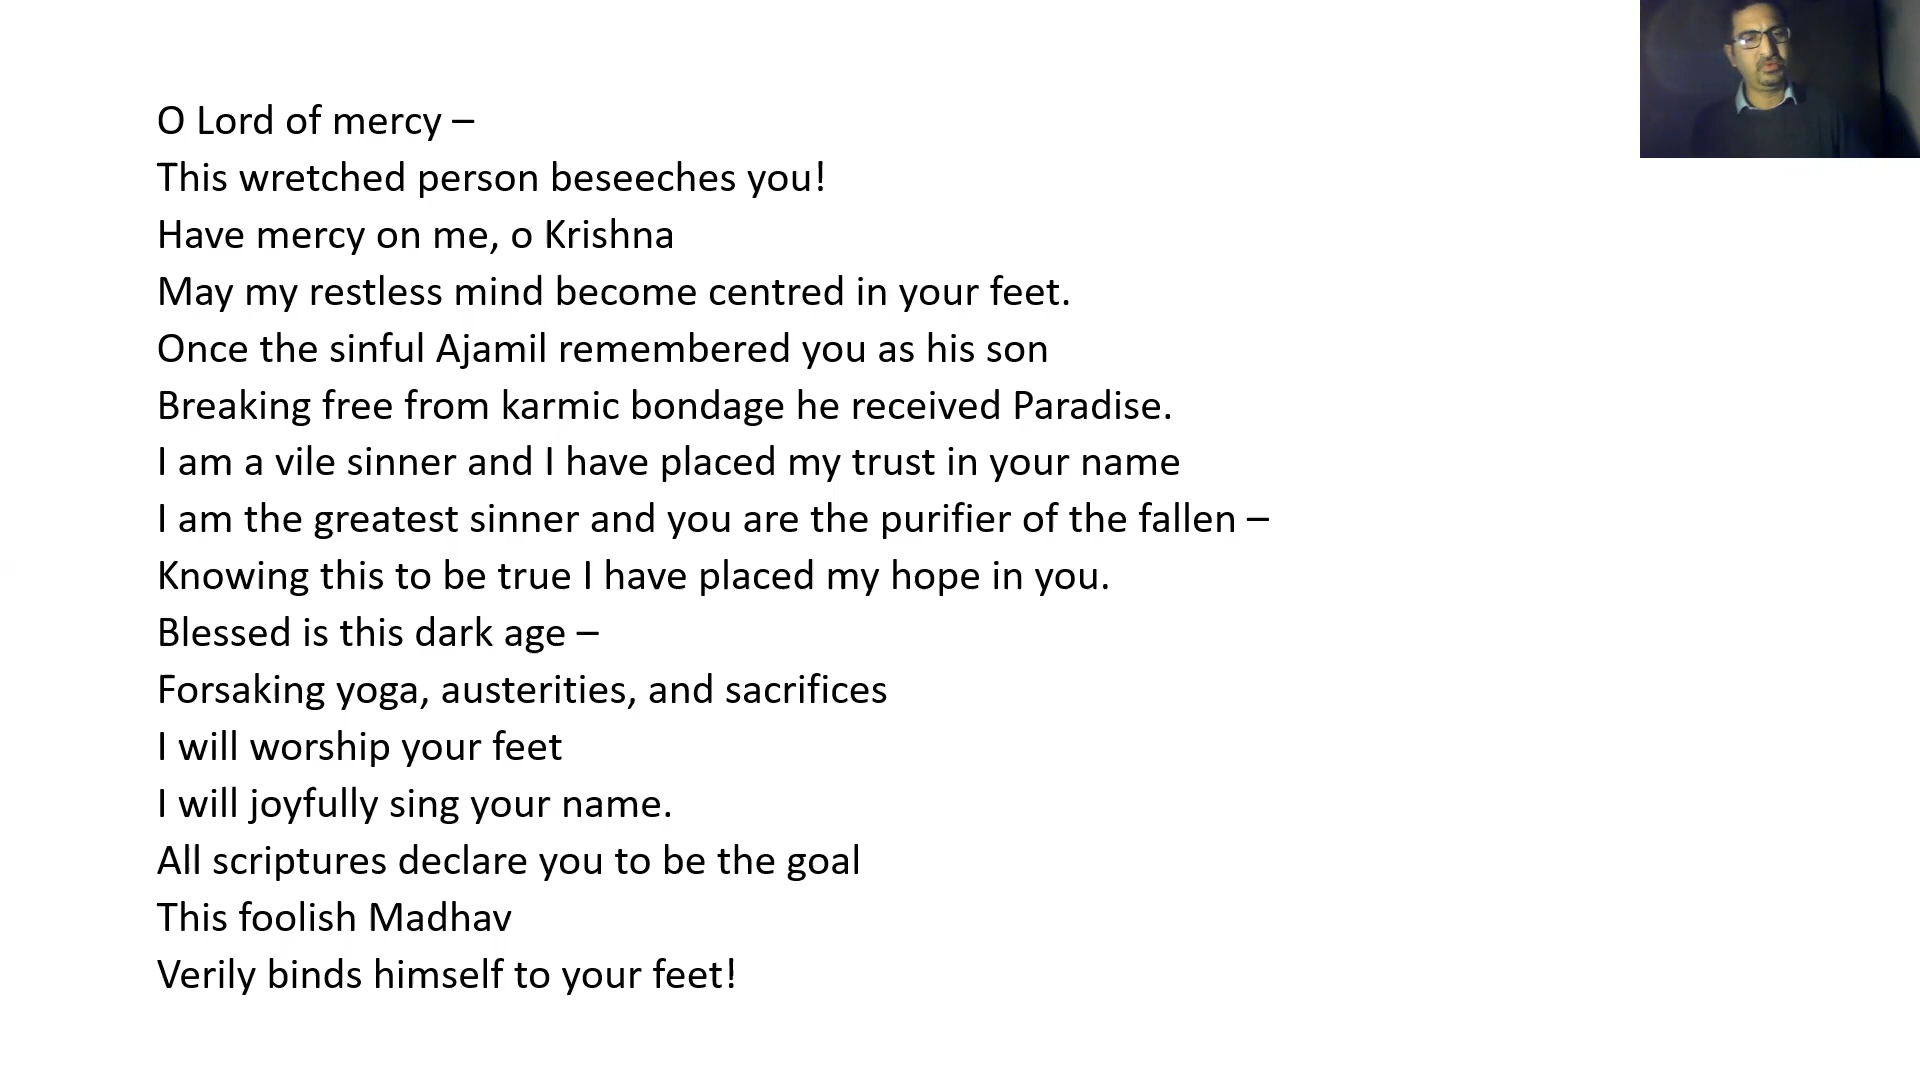 O Lord of mercy –
This wretched person beseeches you!
Have mercy on me, o Krishna
May my restless mind become centred in your feet.
Once the sinful Ajamil remembered you as his son
Breaking free from karmic bondage he received Paradise.
I am a vile sinner and I have placed my trust in your name
I am the greatest sinner and you are the purifier of the fallen –
Knowing this to be true I have placed my hope in you.
Blessed is this dark age –
Forsaking yoga, austerities, and sacrifices
I will worship your feet
I will joyfully sing your name.
All scriptures declare you to be the goal
This foolish Madhav
Verily binds himself to your feet!